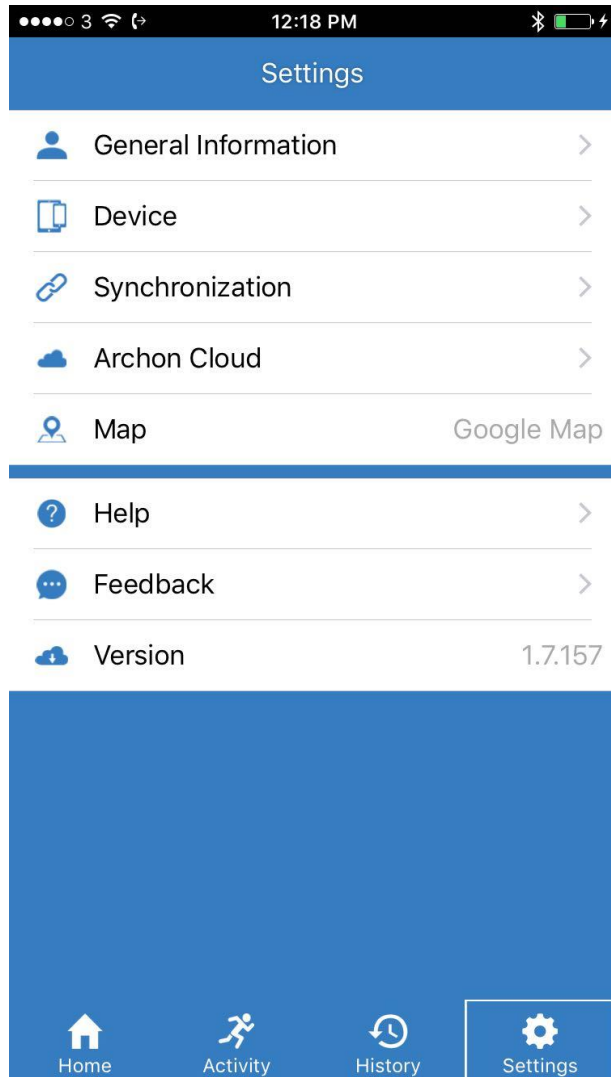 3 12:18 PM
Settings
General Information
Device
Synchronization
Archon Cloud
Map Google Map
Help
Feedback
Version 1.7.157
Home Activity History Settings